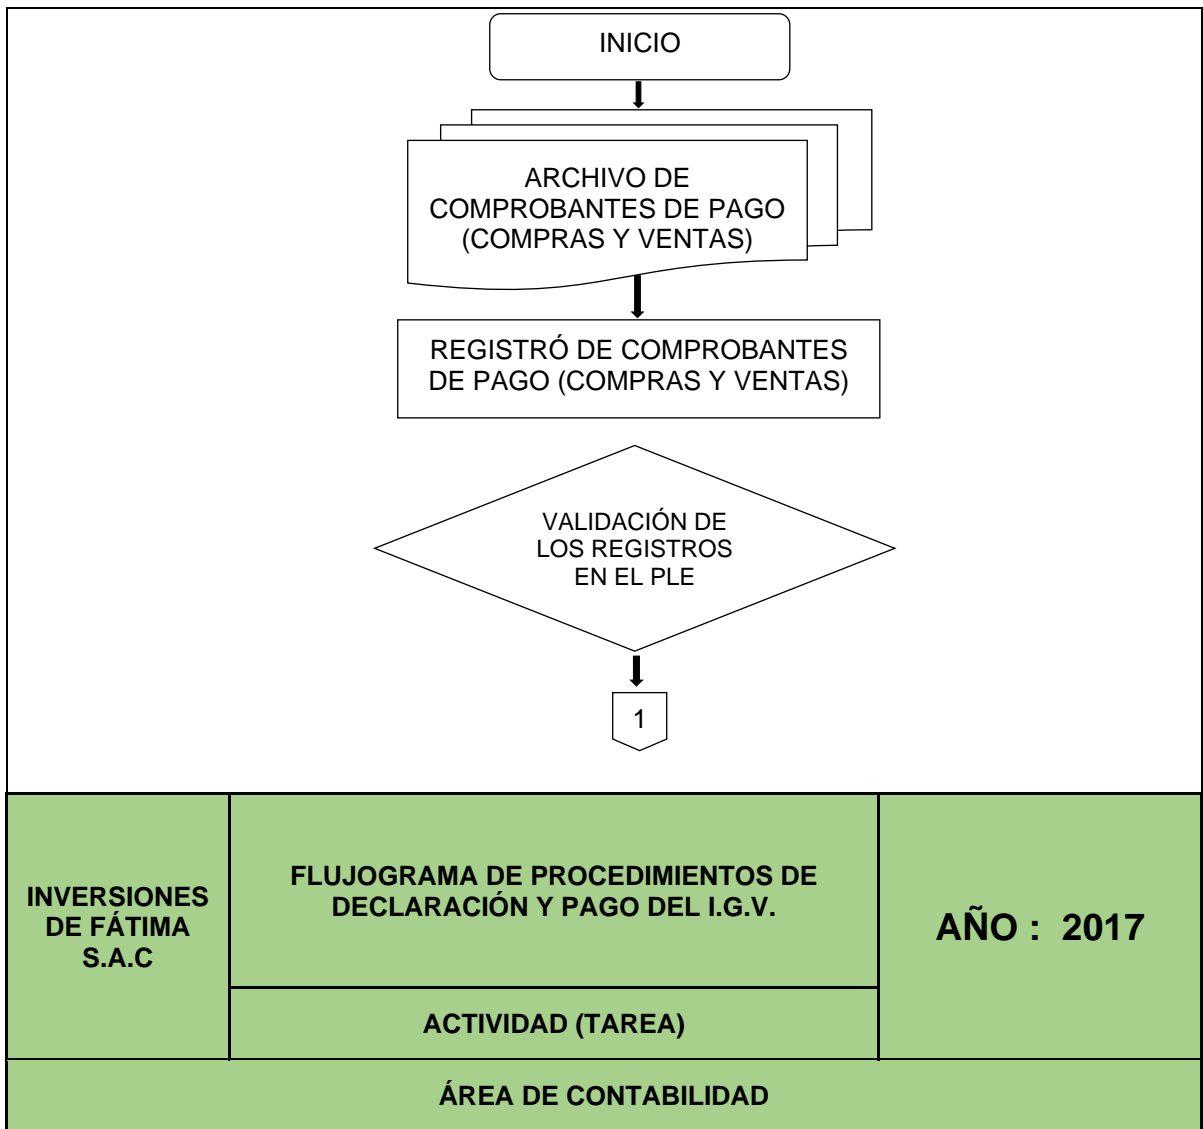 INICIO
ARCHIVO DE
COMPROBANTES DE PAGO
(COMPRAS Y VENTAS)
REGISTRÓ DE COMPROBANTES
DE PAGO (COMPRAS Y VENTAS)
VALIDACIÓN DE
LOS REGISTROS
EN EL PLE
1
INVERSIONES
DE FÁTIMA
S.A.C
FLUJOGRAMA DE PROCEDIMIENTOS DE
DECLARACIÓN Y PAGO DEL I.G.V.
AÑO : 2017
ACTIVIDAD (TAREA)
ÁREA DE CONTABILIDAD